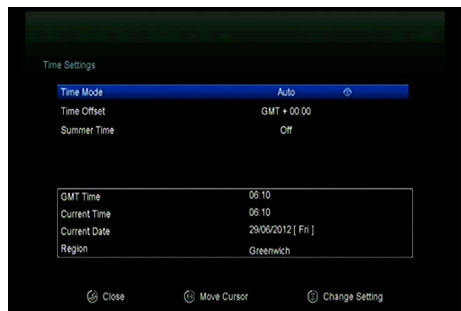 Time Settings
Time Mode Auto
Time Offset GMT + 00:00
Summer Time Off
GMT Time 06:10
Current Time 06:10
Current Date 29/06/2012 [ Fri ]
Region Greenwich
Close Move Cursor Change Setting